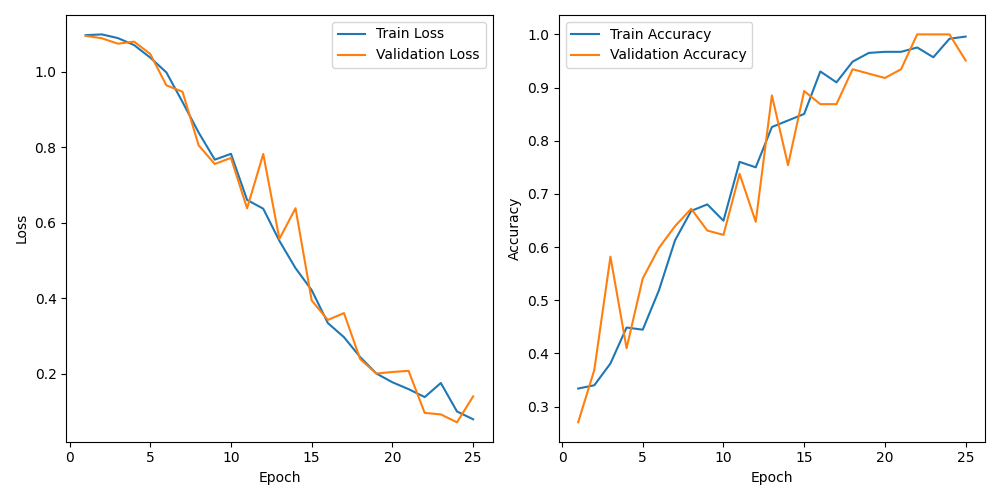 Train Loss
Validation Loss
1.0
0.8
0.6
0.4
0.2
Loss
0 5 10 15 20 25
Epoch
Train Accuracy
Validation Accuracy
1.0
0.9
0.8
0.7
0.6
0.5
0.4
0.3
Accuracy
0 5 10 15 20 25
Epoch